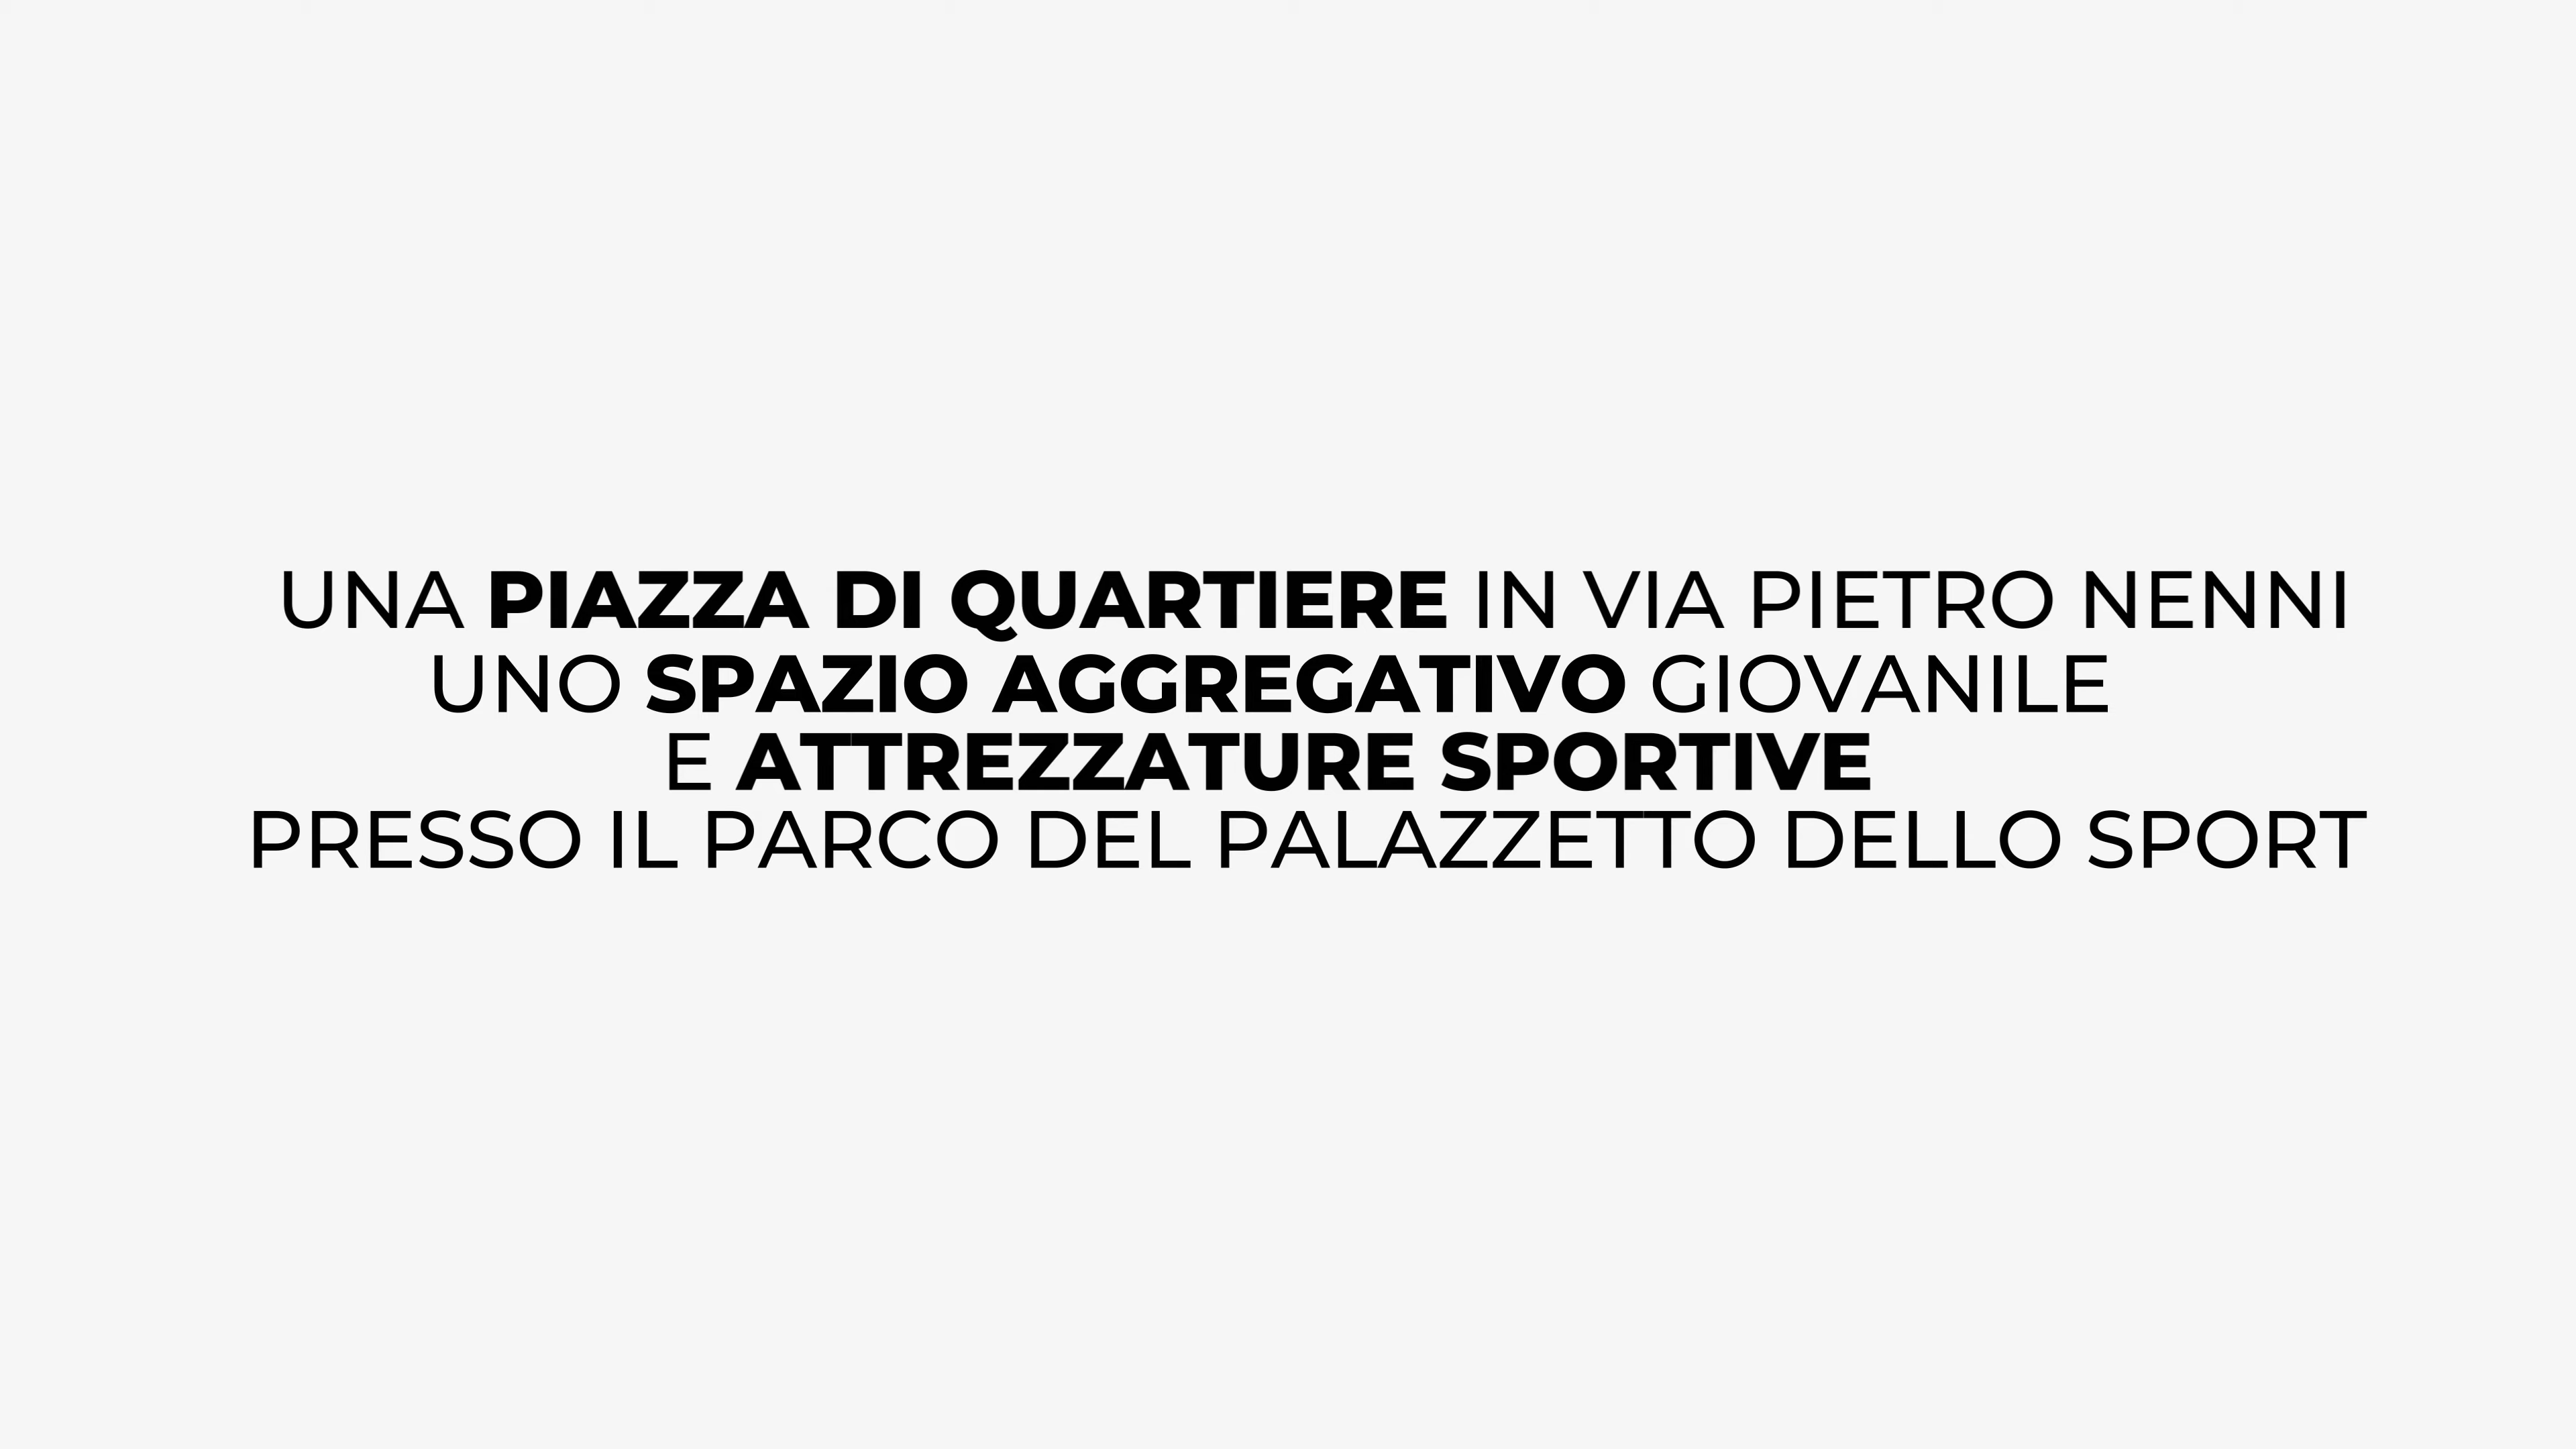 UNA PIAZZA DI QUARTIERE IN VIA PIETRO NENNI
UNO SPAZIO AGGREGATIVO GIOVANILE
E ATTREZZATURE SPORTIVE
PRESSO IL PARCO DEL PALAZZETTO DELLO SPORT